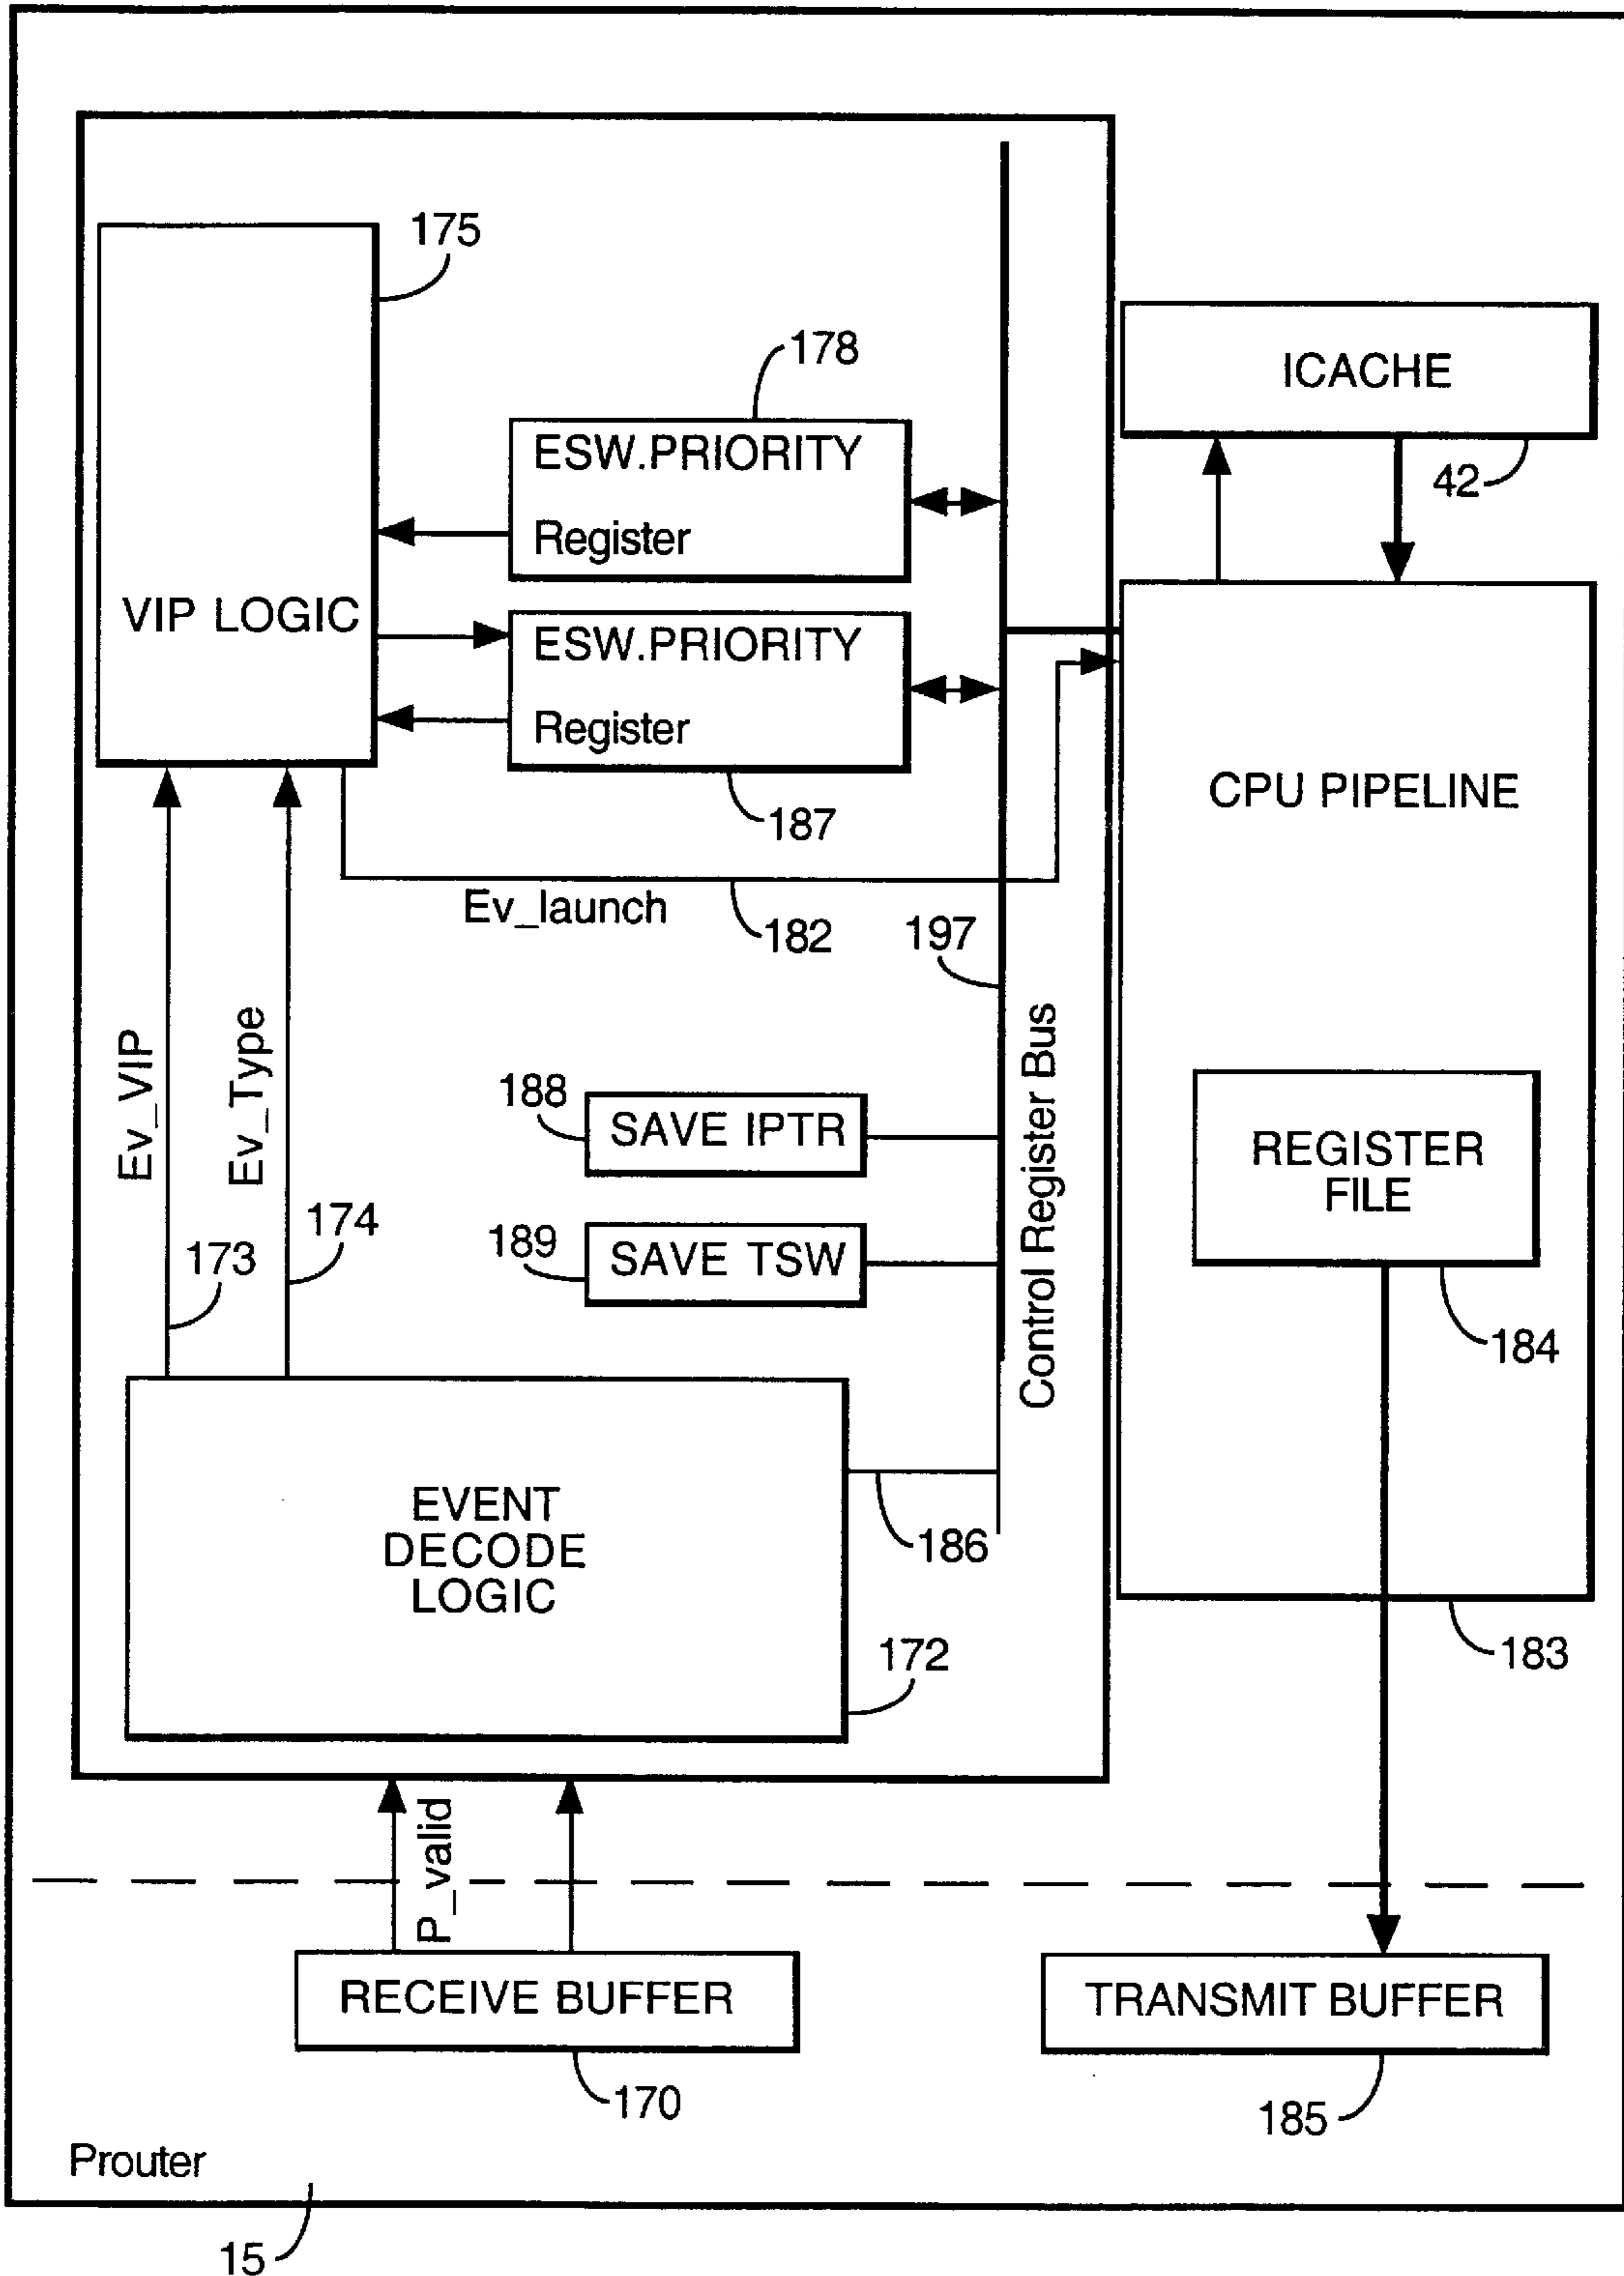 175
178
ICACHE
ESW.PRIORITY
Register
42
VIP LOGIC
ESW.PRIORITY
Register
CPU PIPELINE
187
Ev_launch
182
197
Ev_VIP
Ev_Type
Control Register Bus
188
SAVE IPTR
REGISTER
FILE
174
173
189
SAVE TSW
184
EVENT
DECODE
LOGIC
186
172
183
P_valid
RECEIVE BUFFER
TRANSMIT BUFFER
170
185
Prouter
15